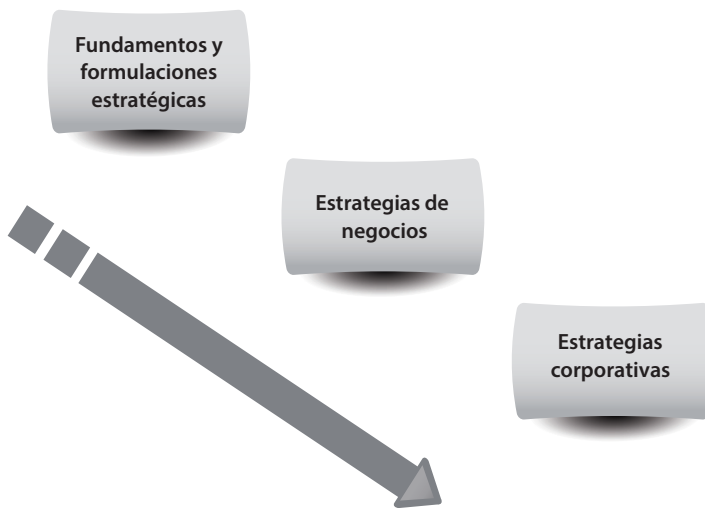 Fundamentos y
formulaciones
estratégicas
Estrategias de
negocios
Estrategias
corporativas